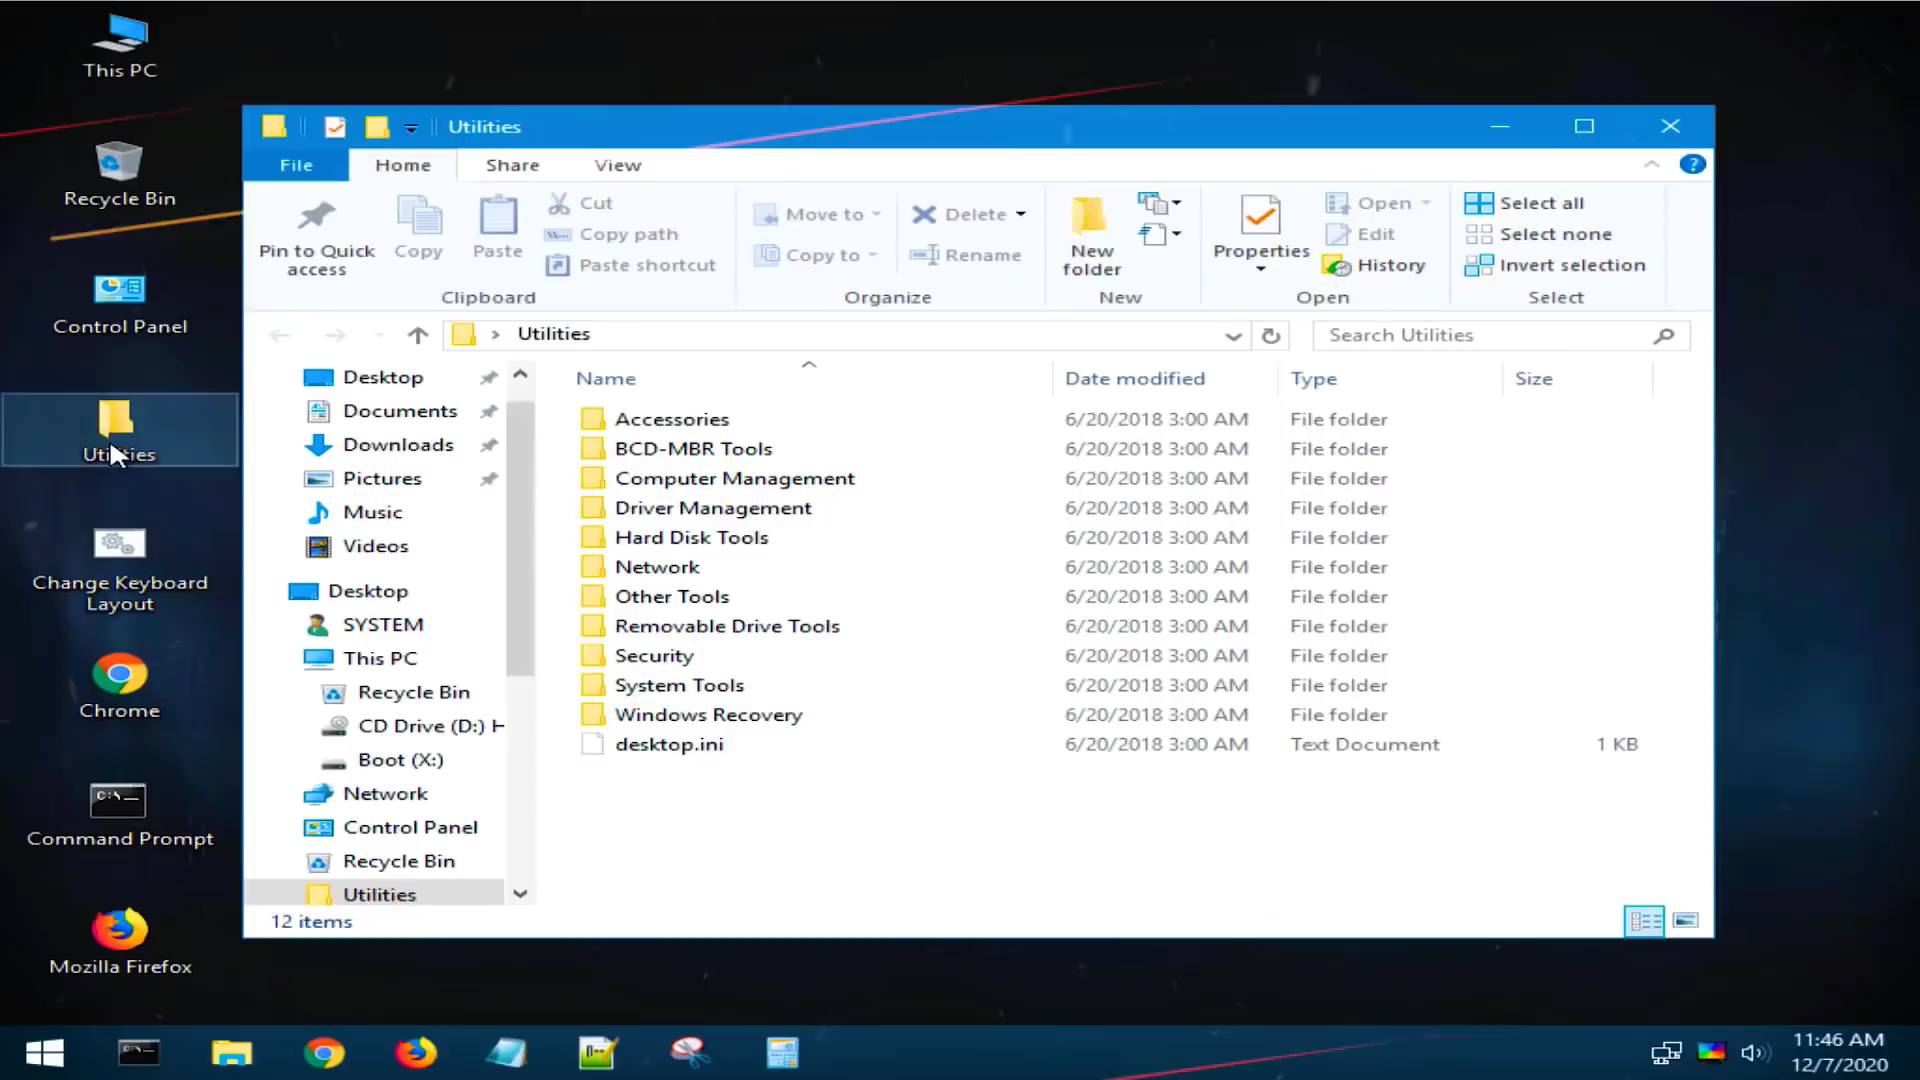 This PC
Recycle Bin
Control Panel
Utilities
Change Keyboard
Layout
Chrome
Command Prompt
Mozilla Firefox
Utilities
File
Home
Share
View
Pin to Quick
access
Copy
Paste
Cut
Copy path
Paste shortcut
Clipboard
Move to
Copy to
Delete
Rename
Organize
New
folder
New
Properties
Open
Edit
History
Open
Select all
Select none
Invert selection
Select
> Utilities
Search Utilities
Desktop
Documents
Downloads
Pictures
Music
Videos
Desktop
SYSTEM
This PC
Recycle Bin
CD Drive (D:) H
Boot (X:)
Network
Control Panel
Recycle Bin
Utilities
Name Date modified Type Size
Accessories 6/20/2018 3:00 AM File folder
BCD-MBR Tools 6/20/2018 3:00 AM File folder
Computer Management 6/20/2018 3:00 AM File folder
Driver Management 6/20/2018 3:00 AM File folder
Hard Disk Tools 6/20/2018 3:00 AM File folder
Network 6/20/2018 3:00 AM File folder
Other Tools 6/20/2018 3:00 AM File folder
Removable Drive Tools 6/20/2018 3:00 AM File folder
Security 6/20/2018 3:00 AM File folder
System Tools 6/20/2018 3:00 AM File folder
Windows Recovery 6/20/2018 3:00 AM File folder
desktop.ini 6/20/2018 3:00 AM Text Document 1 KB
12 items
11:46 AM
12/7/2020